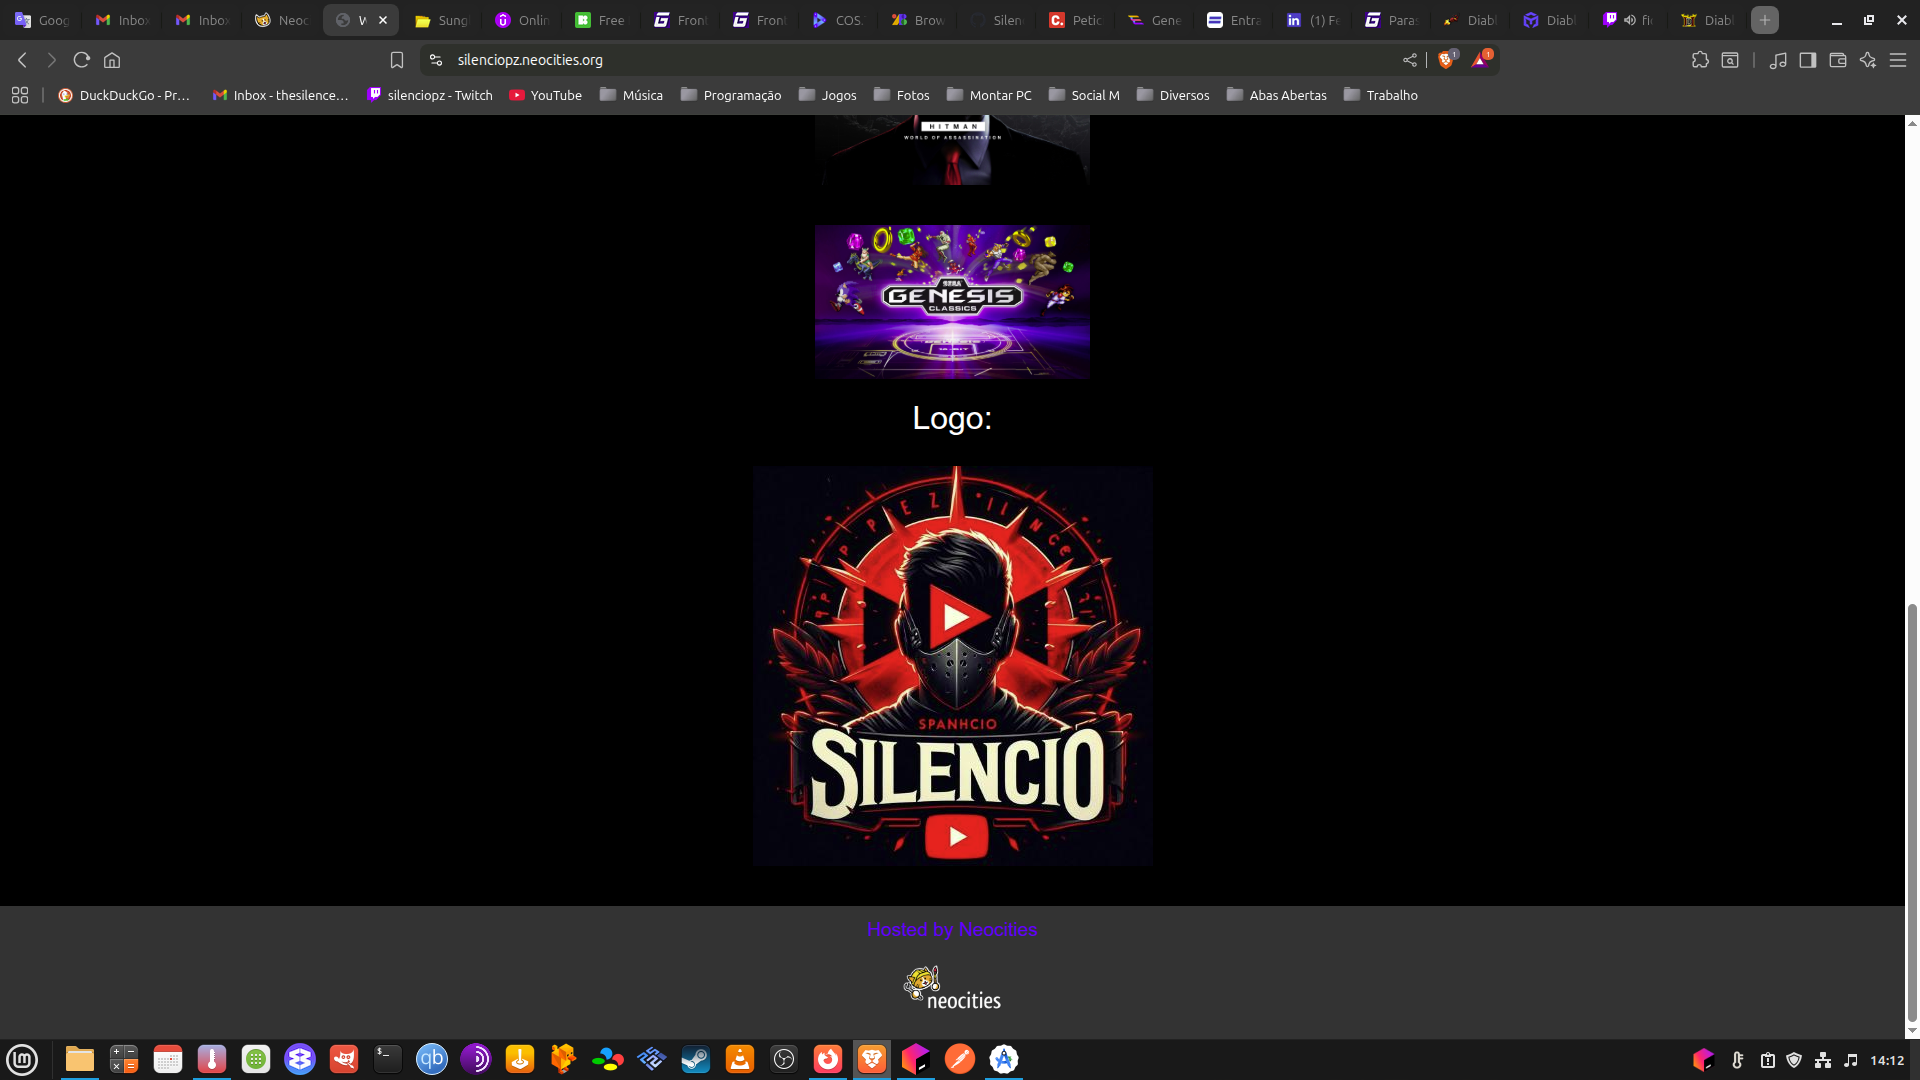 Goog
Inbox
Inbox
Neoc
W
Sung
Onlin
Free
Front
Front
COS.
Brow
Silen
Petic
Gene
Entra
(1) Fe
Paras
Diabl
Diabl
Diabl
silenciopz.neocities.org
1
1
DuckDuckGo - Pr...
Inbox - thesilence...
silenciopz - Twitch
YouTube
Música
Programação
Jogos
Fotos
Montar PC
Social M
Diversos
Abas Abertas
Trabalho
HITMAN
WORLD OF ASSASSINATION
SEGA
GENESIS
CLASSICS
Logo:
SPANHCIO
SILENCIO
Hosted by Neocities
neocities
14:12